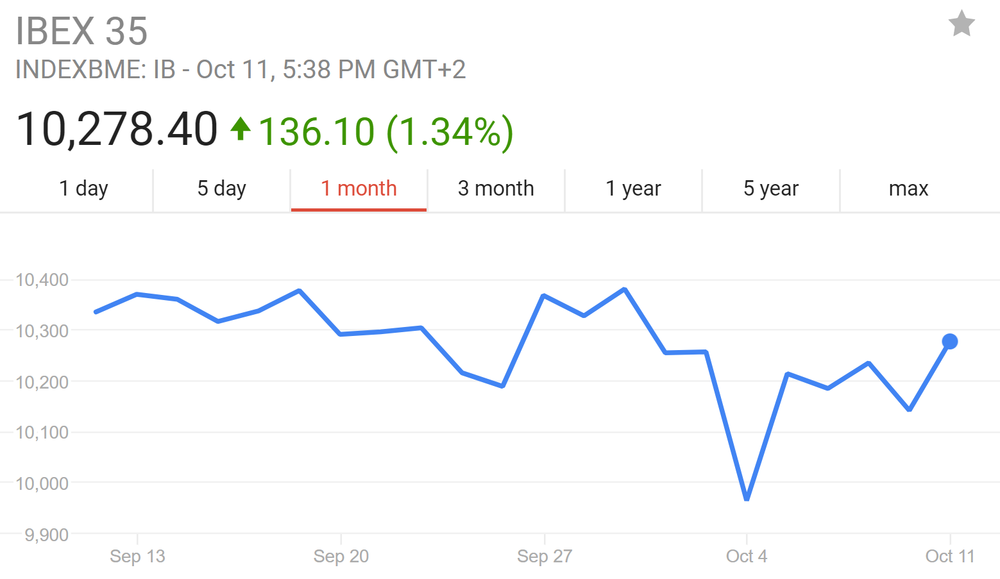 IBEX 35
INDEXBME: IB - Oct 11, 5:38 PM GMT+2
10,278.40 136.10 (1.34%)
1 day 5 day 1 month 3 month 1 year 5 year max
10,400
10,300
10,200
10,100
10,000
9,900
Sep 13 Sep 20 Sep 27 Oct 4 Oct 11